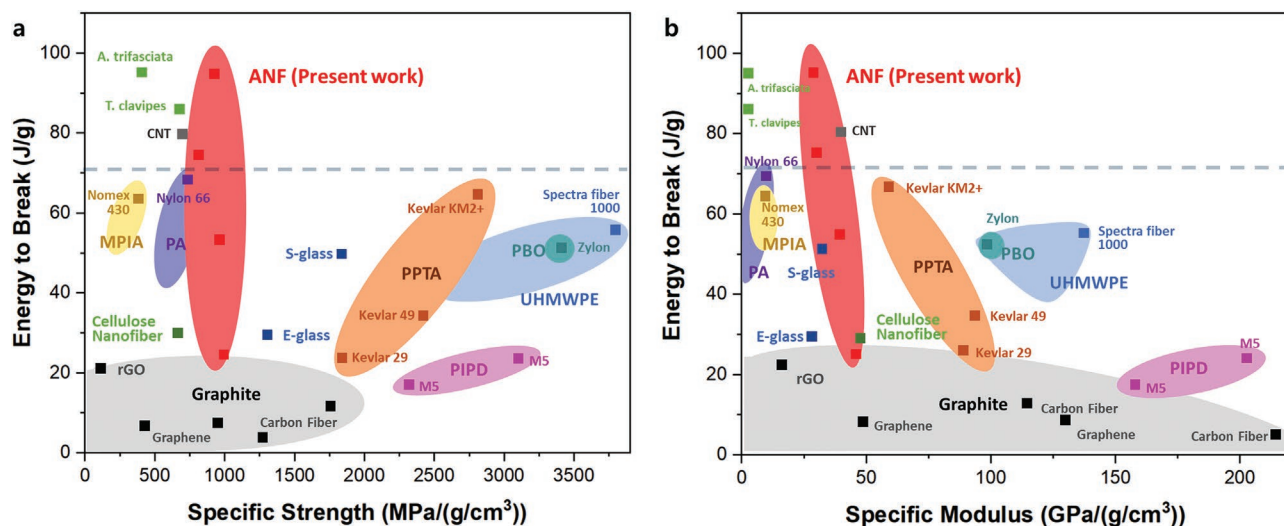 a
Energy to Break (J/g)
100
80
60
40
20
0
A. trifasciata
T. clavipes
CNT
ANF (Present work)
Nomex
430
MPIA
Nylon 66
PA
Kevlar KM2+
Spectra fiber
1000
PBO
Zylon
S-glass
PPTA
UHMWPE
Cellulose
Nanofiber
E-glass
Kevlar 49
Kevlar 29
PIPD
M5
M5
rGO
Graphite
Graphene
Carbon Fiber
0
500
1000
1500
2000
2500
3000
3500
Specific Strength (MPa/(g/cm³))
b
Energy to Break (J/g)
100
80
60
40
20
0
A. trifasciata
T. clavipes
ANF (Present work)
CNT
Nylon 66
Nomex
430
MPIA
PA
S-glass
Kevlar KM2+
Zylon
PBO
Spectra fiber
1000
PPTA
UHMWPE
E-glass
Cellulose
Nanofiber
Kevlar 49
Kevlar 29
M5
PIPD
M5
rGO
Graphite
Graphene
Carbon Fiber
Graphene
Carbon Fiber
0
50
100
150
200
Specific Modulus (GPa/(g/cm³))